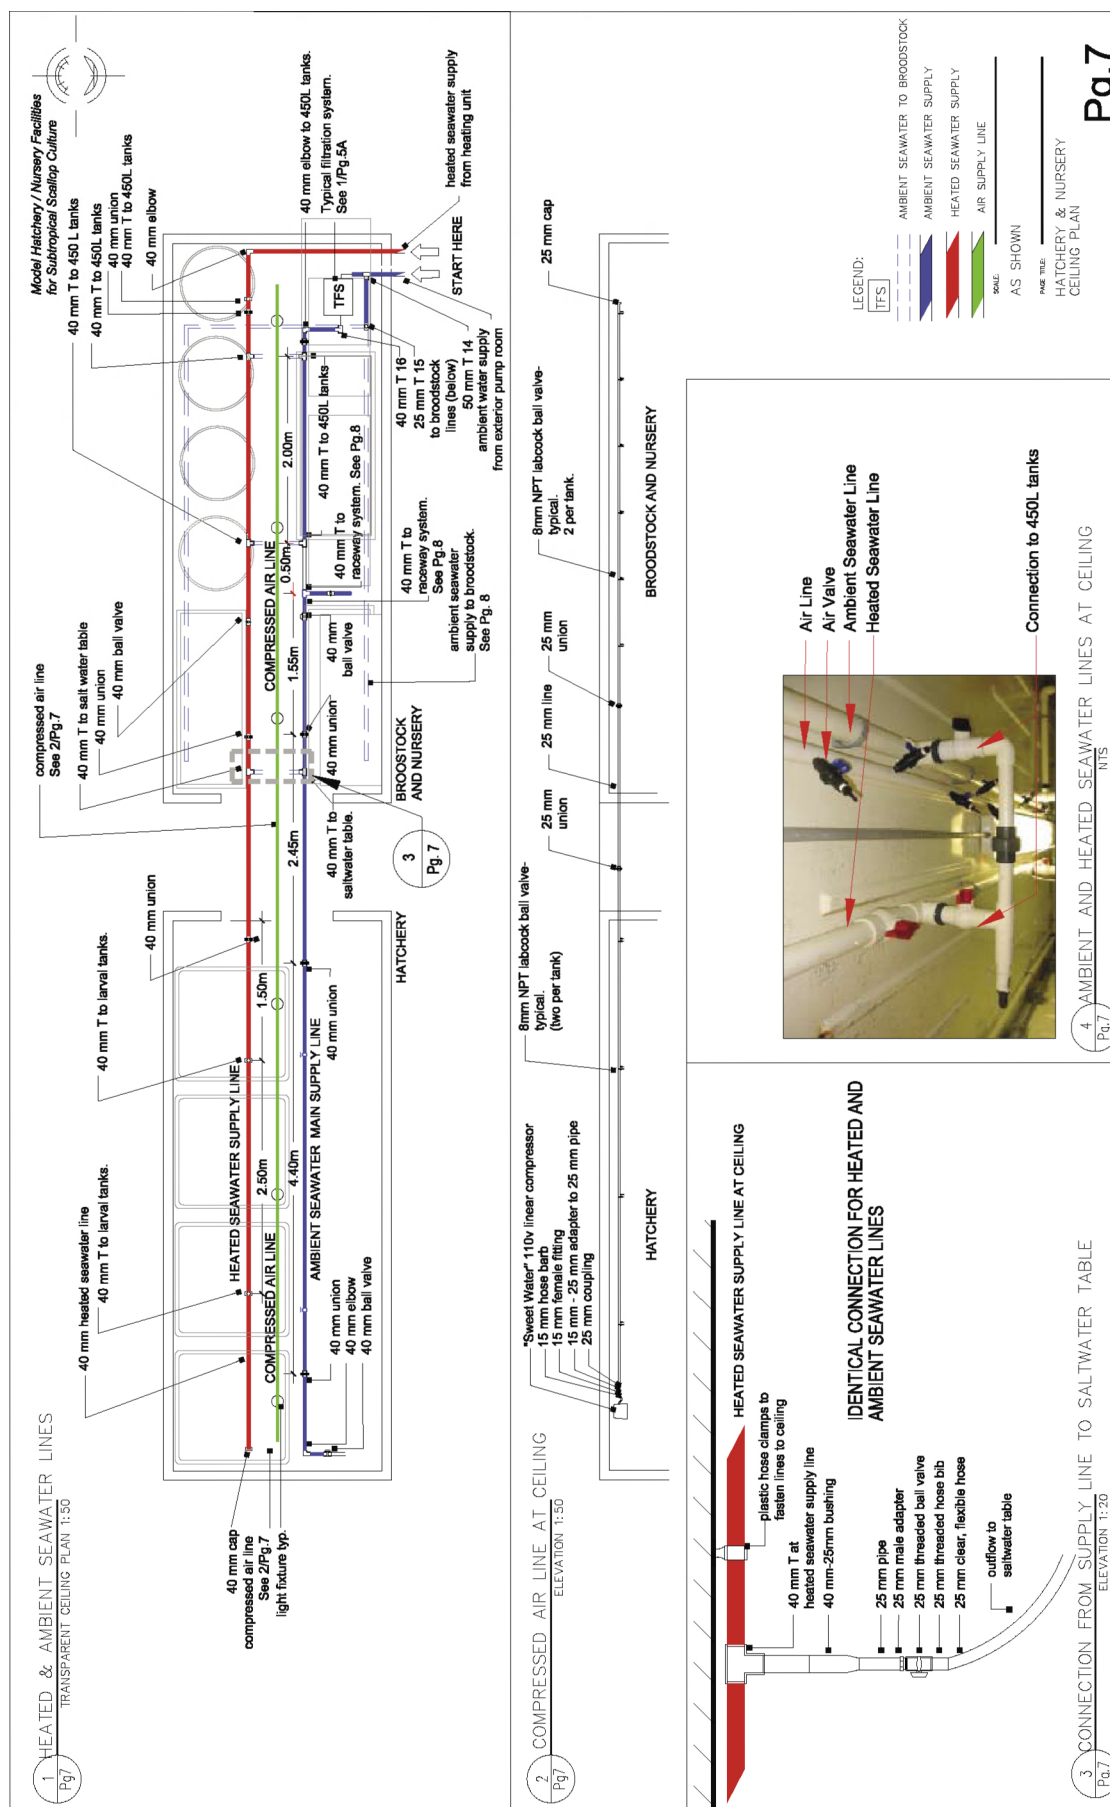 Model Hatchery / Nursery Facilities
for Subtropical Scallop Culture
1
Pg7
HEATED & AMBIENT SEAWATER LINES
TRANSPARENT CEILING PLAN 1:50
40 mm heated seawater line
40 mm T to larval tanks.
40 mm T to larval tanks.
40 mm union
compressed air line
See 2/Pg.7
40 mm T to salt water table
40 mm union
40 mm ball valve
40 mm T to 450 L tanks
40 mm T to 450L tanks
40 mm union
40 mm T to 450L tanks
40 mm elbow
HEATED SEAWATER SUPPLY LINE
2.50m
1.50m
COMPRESSED AIR LINE
4.40m
AMBIENT SEAWATER MAIN SUPPLY LINE
2.45m
1.55m
COMPRESSED AIR LINE
0.50m
2.00m
TFS
40 mm cap
compressed air line
See 2/Pg.7
light fixture typ.
40 mm union
40 mm elbow
40 mm ball valve
40 mm union
HATCHERY
40 mm T to
saltwater table.
3
Pg. 7
40 mm union
BROODSTOCK
AND NURSERY
40 mm
ball valve
40 mm T to
raceway system. See Pg.8
40 mm T to
raceway system.
See Pg.8
ambient seawater
supply to broodstock.
See Pg. 8
40 mm T to 450L tanks
40 mm T 16
25 mm T 15
to broodstock
lines (below)
50 mm T 14
ambient water supply
from exterior pump room
START HERE
40 mm elbow to 450L tanks.
Typical filtration system.
See 1/Pg.5A
heated seawater supply
from heating unit
2
Pg7
COMPRESSED AIR LINE AT CEILING
ELEVATION 1:50
"Sweet Water" 110v linear compressor
15 mm hose barb
15 mm female fitting
15 mm - 25 mm adapter to 25 mm pipe
25 mm coupling
8mm NPT labcock ball valve-
typical.
(two per tank)
25 mm
union
25 mm line
25 mm
union
8mm NPT labcock ball valve-
typical.
2 per tank.
25 mm cap
HATCHERY
BROODSTOCK AND NURSERY
HEATED SEAWATER SUPPLY LINE AT CEILING
plastic hose clamps to
fasten lines to ceiling
40 mm T at
heated seawater supply line
40 mm-25mm bushing
25 mm pipe
25 mm male adapter
25 mm threaded ball valve
25 mm threaded hose bib
25 mm clear, flexible hose
outflow to
saltwater table
IDENTICAL CONNECTION FOR HEATED AND
AMBIENT SEAWATER LINES
3
Pg.7
CONNECTION FROM SUPPLY LINE TO SALTWATER TABLE
ELEVATION 1:20
Air Line
Air Valve
Ambient Seawater Line
Heated Seawater Line
Connection to 450L tanks
4
Pg.7
AMBIENT AND HEATED SEAWATER LINES AT CEILING
NTS
LEGEND:
TFS
AMBIENT SEAWATER TO BROODSTOCK
AMBIENT SEAWATER SUPPLY
HEATED SEAWATER SUPPLY
AIR SUPPLY LINE
SCALE:
AS SHOWN
PAGE TITLE:
HATCHERY & NURSERY
CEILING PLAN
Pg.7